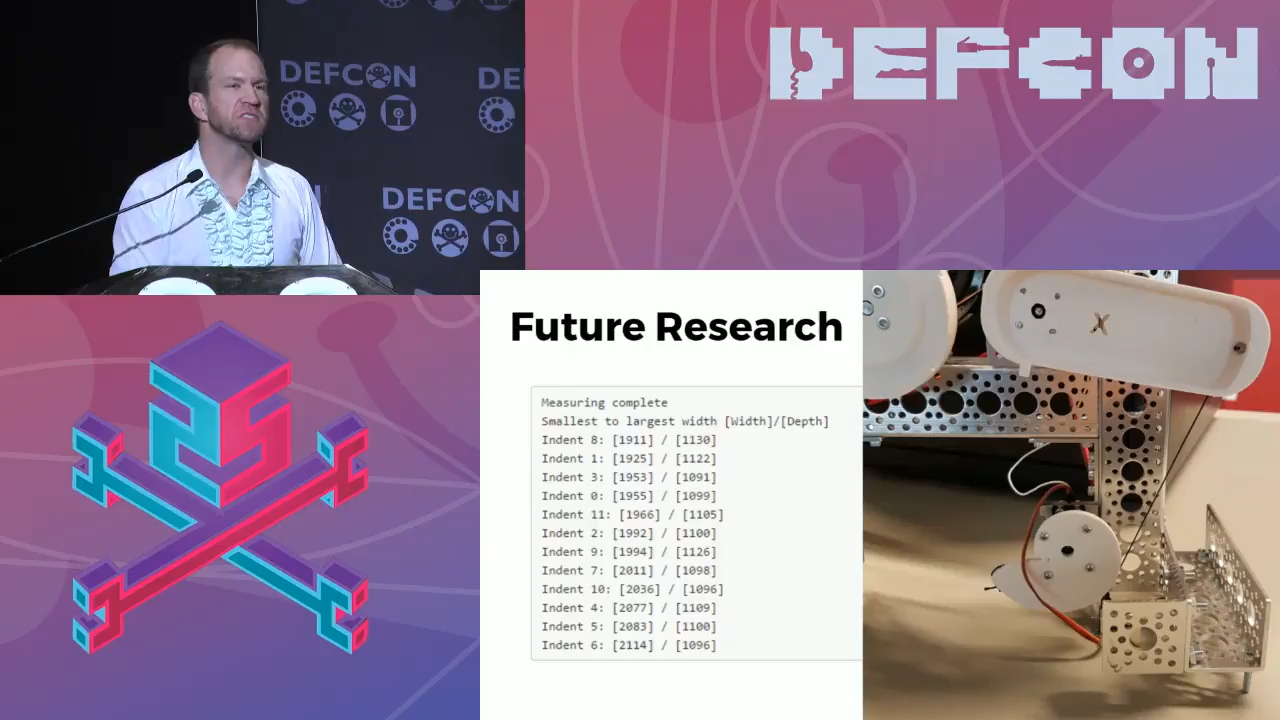 DEFCON
DEFCON
DE
DEFCON
Future Research
Measuring complete
Smallest to largest width [Width]/[Depth]
Indent 8: [1911] / [1130]
Indent 1: [1925] / [1122]
Indent 3: [1953] / [1091]
Indent 0: [1955] / [1099]
Indent 11: [1966] / [1105]
Indent 2: [1992] / [1100]
Indent 9: [1994] / [1126]
Indent 7: [2011] / [1098]
Indent 10: [2036] / [1096]
Indent 4: [2077] / [1109]
Indent 5: [2083] / [1100]
Indent 6: [2114] / [1096]